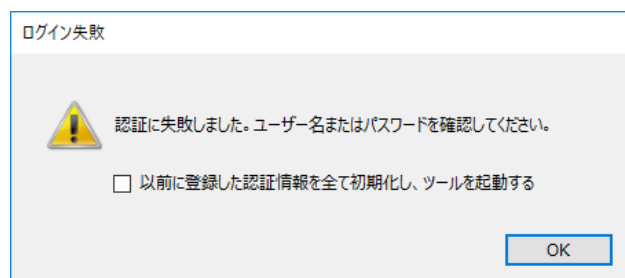 ログイン失敗
認証に失敗しました。ユーザー名またはパスワードを確認してください。
以前に登録した認証情報を全て初期化し、ツールを起動する
OK